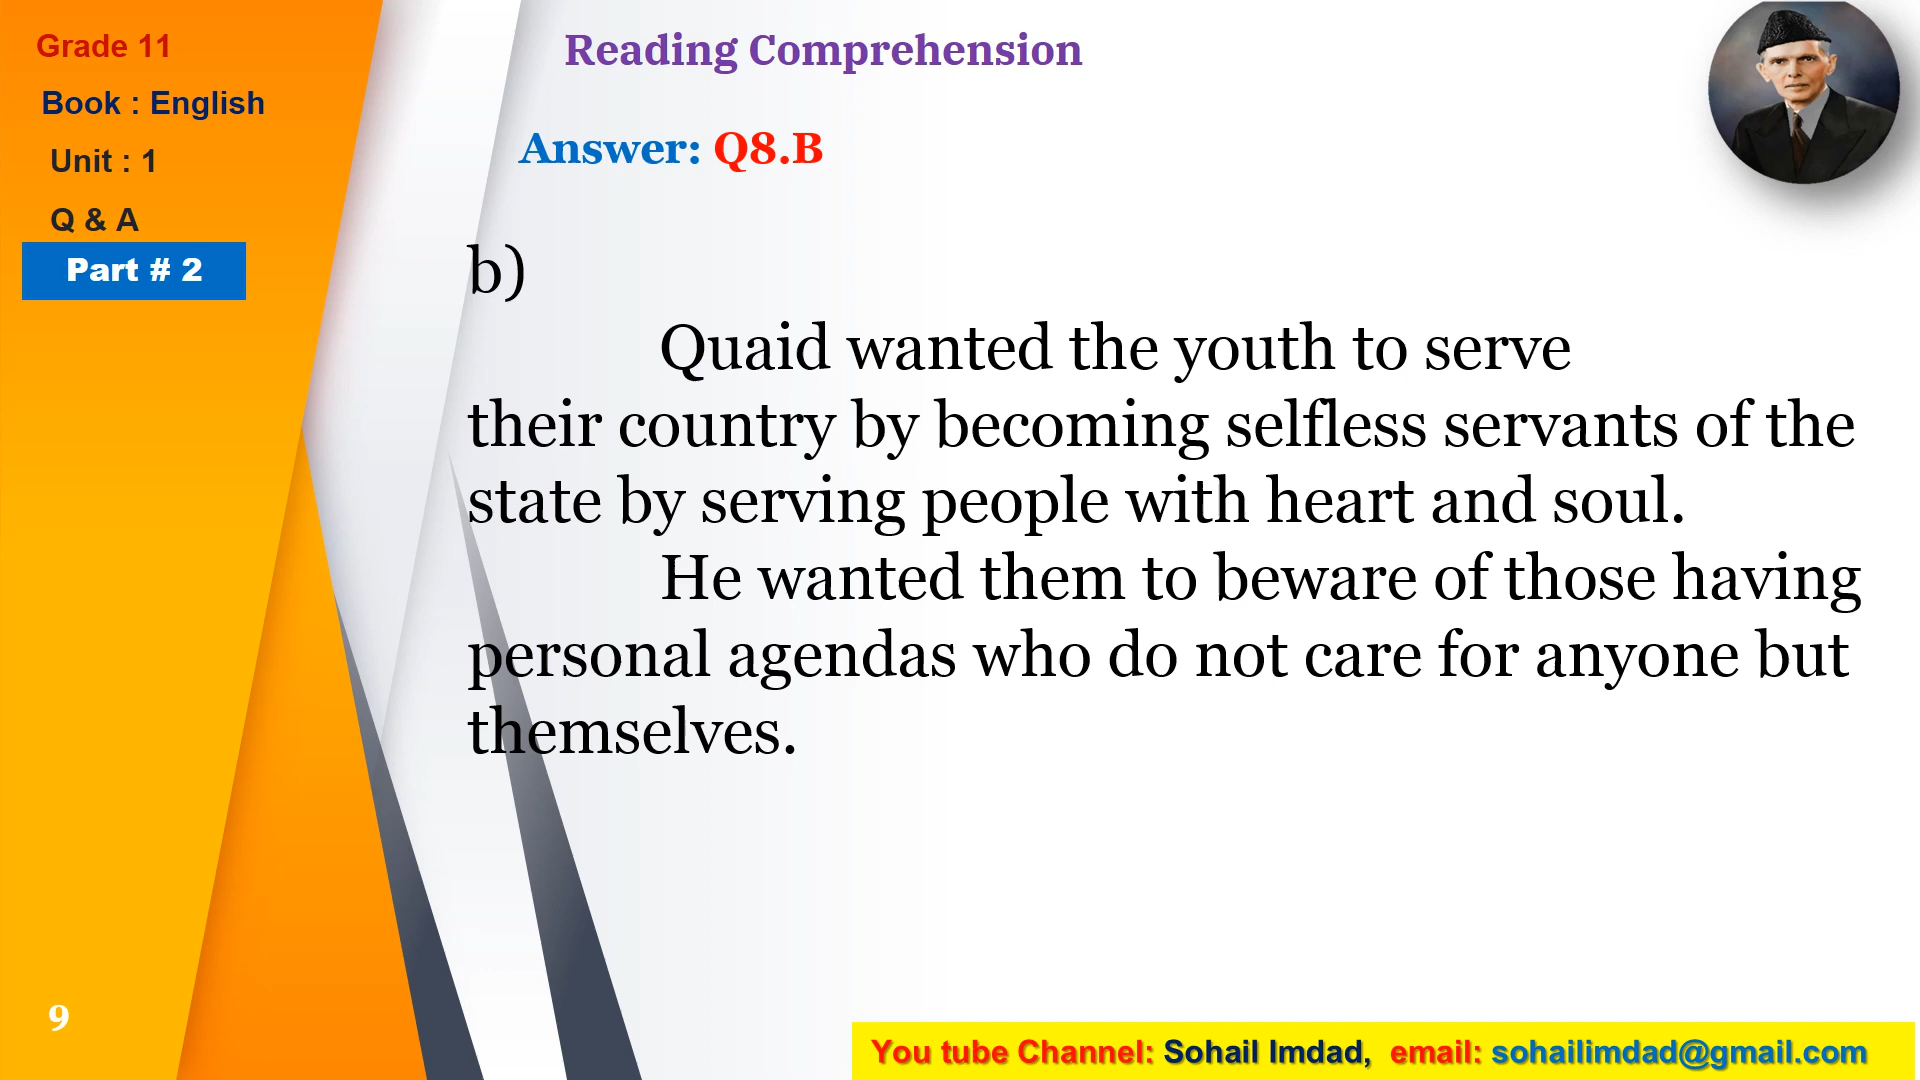 Grade 11
Book : English
Unit : 1
Q & A
Part # 2
Reading Comprehension
Answer: Q8.B
b)
Quaid wanted the youth to serve
their country by becoming selfless servants of the
state by serving people with heart and soul.
He wanted them to beware of those having
personal agendas who do not care for anyone but
themselves.
9
You tube Channel: Sohail Imdad, email: sohailimdad@gmail.com